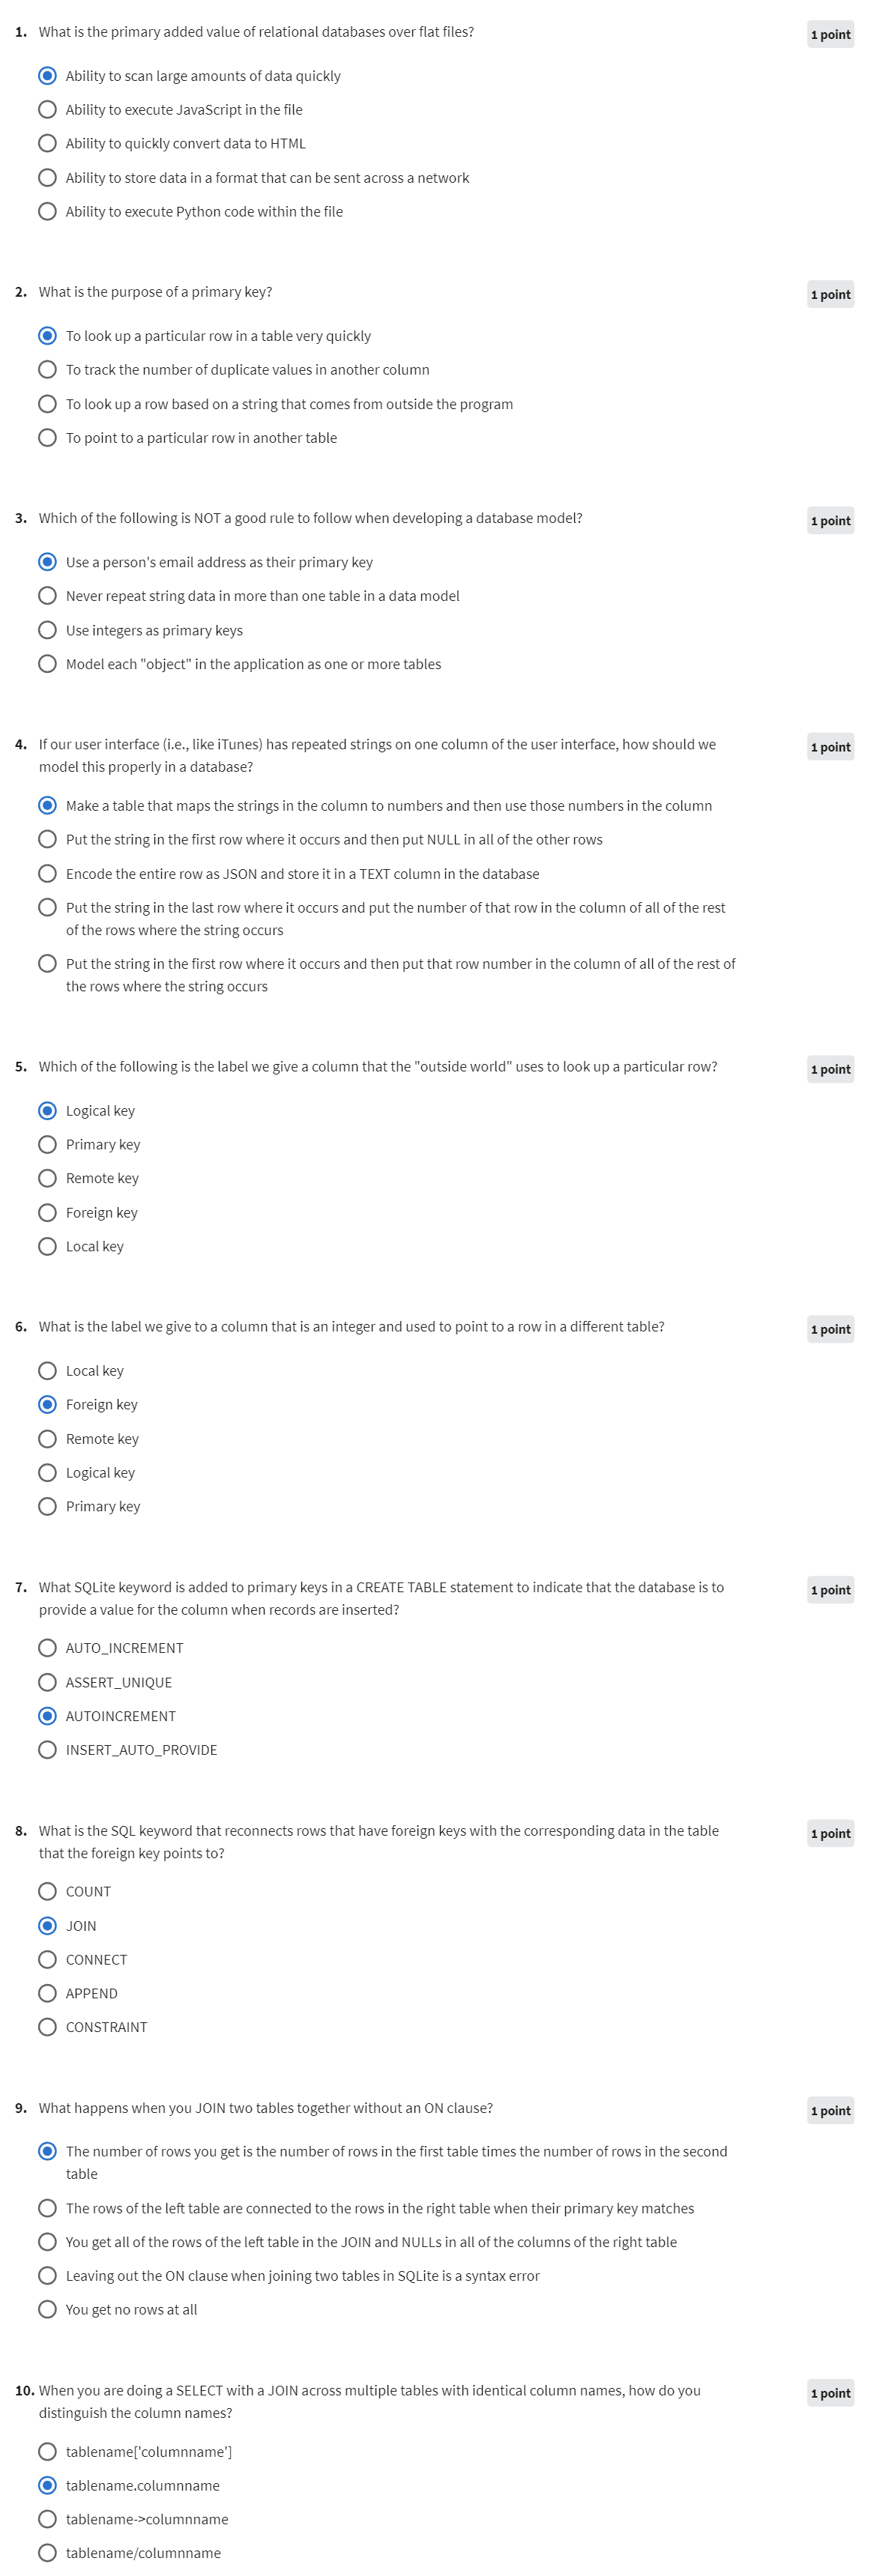 1. What is the primary added value of relational databases over flat files?
1 point
Ability to scan large amounts of data quickly
Ability to execute JavaScript in the file
Ability to quickly convert data to HTML
Ability to store data in a format that can be sent across a network
Ability to execute Python code within the file
2. What is the purpose of a primary key?
1 point
To look up a particular row in a table very quickly
To track the number of duplicate values in another column
To look up a row based on a string that comes from outside the program
To point to a particular row in another table
3. Which of the following is NOT a good rule to follow when developing a database model?
1 point
Use a person's email address as their primary key
Never repeat string data in more than one table in a data model
Use integers as primary keys
Model each "object" in the application as one or more tables
4. If our user interface (i.e., like iTunes) has repeated strings on one column of the user interface, how should we
1 point
model this properly in a database?
Make a table that maps the strings in the column to numbers and then use those numbers in the column
Put the string in the first row where it occurs and then put NULL in all of the other rows
Encode the entire row as JSON and store it in a TEXT column in the database
Put the string in the last row where it occurs and put the number of that row in the column of all of the rest
of the rows where the string occurs
Put the string in the first row where it occurs and then put that row number in the column of all of the rest of
the rows where the string occurs
5. Which of the following is the label we give a column that the "outside world" uses to look up a particular row?
1 point
Logical key
Primary key
Remote key
Foreign key
Local key
6. What is the label we give to a column that is an integer and used to point to a row in a different table?
1 point
Local key
Foreign key
Remote key
Logical key
Primary key
7. What SQLite keyword is added to primary keys in a CREATE TABLE statement to indicate that the database is to
1 point
provide a value for the column when records are inserted?
AUTO_INCREMENT
ASSERT_UNIQUE
AUTOINCREMENT
INSERT_AUTO_PROVIDE
8. What is the SQL keyword that reconnects rows that have foreign keys with the corresponding data in the table
1 point
that the foreign key points to?
COUNT
JOIN
CONNECT
APPEND
CONSTRAINT
9. What happens when you JOIN two tables together without an ON clause?
1 point
The number of rows you get is the number of rows in the first table times the number of rows in the second
table
The rows of the left table are connected to the rows in the right table when their primary key matches
You get all of the rows of the left table in the JOIN and NULLs in all of the columns of the right table
Leaving out the ON clause when joining two tables in SQLite is a syntax error
You get no rows at all
10. When you are doing a SELECT with a JOIN across multiple tables with identical column names, how do you
1 point
distinguish the column names?
tablename['columnname']
tablename.columnname
tablename->columnname
tablename/columnname